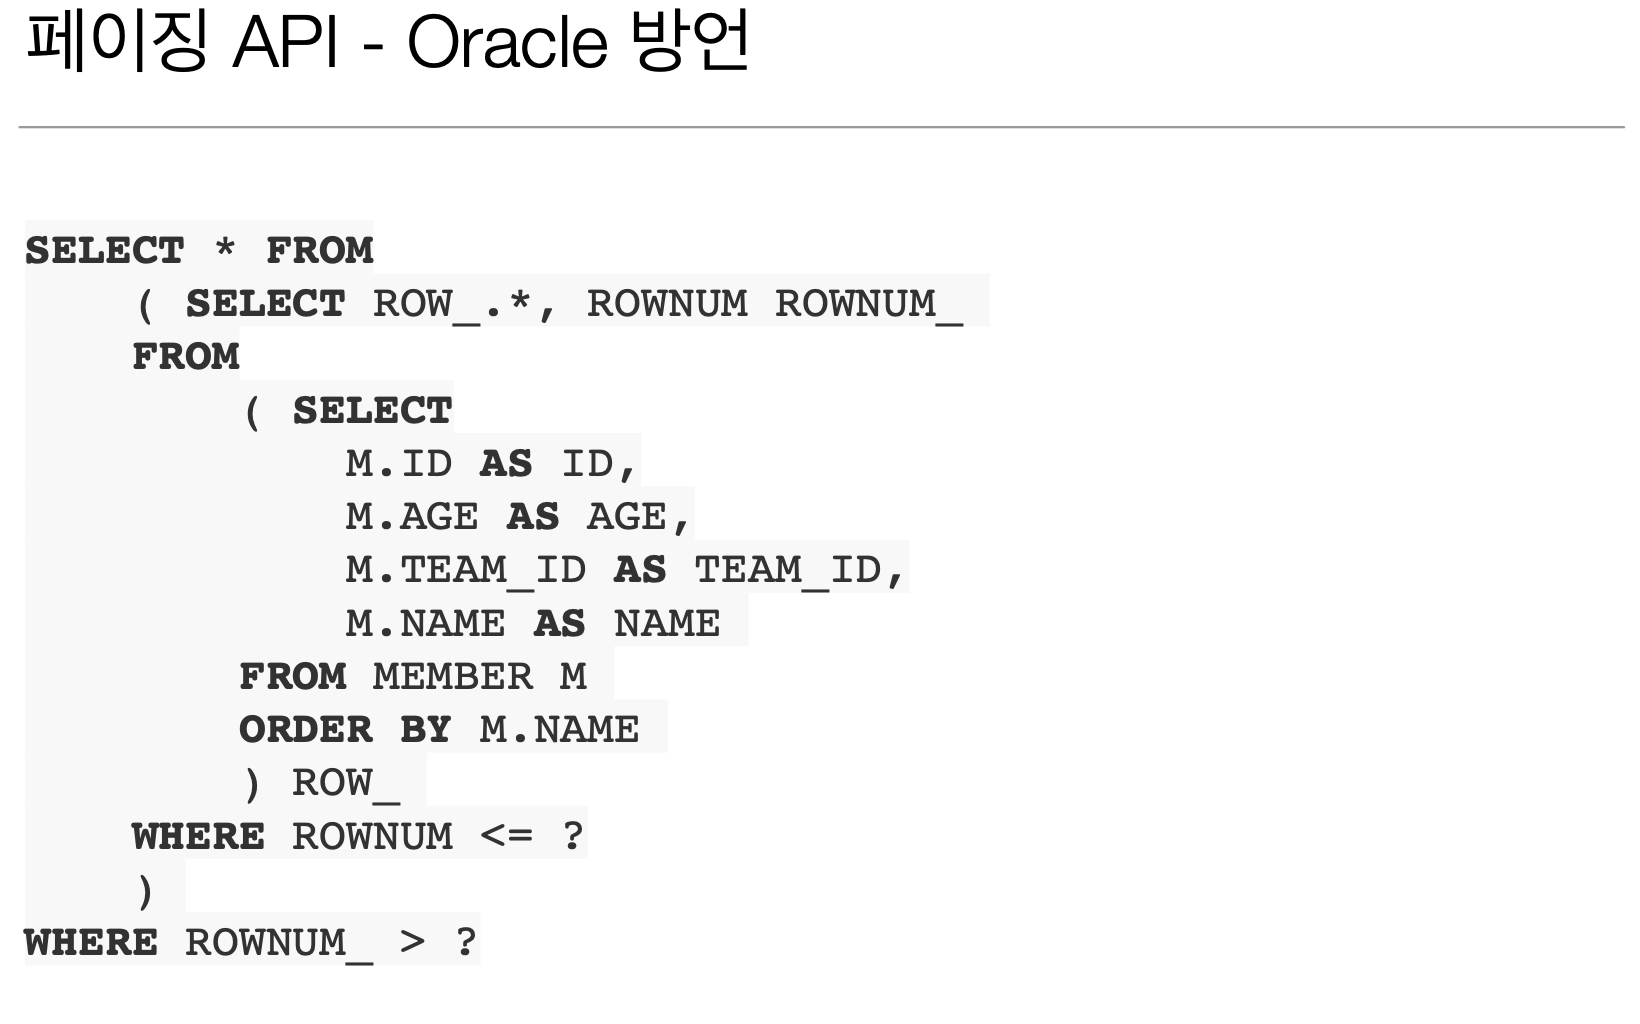 페이징 API - Oracle 방언
SELECT * FROM
( SELECT ROW_.*, ROWNUM ROWNUM_
FROM
( SELECT
M.ID AS ID,
M.AGE AS AGE,
M.TEAM_ID AS TEAM_ID,
M.NAME AS NAME
FROM MEMBER M
ORDER BY M.NAME
) ROW_
WHERE ROWNUM <= ?
)
WHERE ROWNUM_ > ?